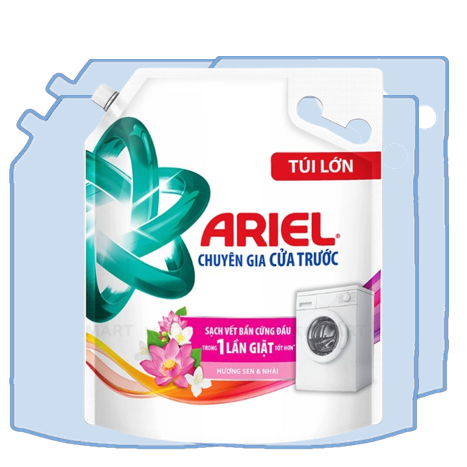 TÚI LỚN
ARIEL
CHUYÊN GIA CỬA TRƯỚC
SẠCH VẾT BẨN CỨNG ĐẦU
TRONG 1 LẦN GIẶT TỐT HƠN*
HƯƠNG SEN & NHÀI